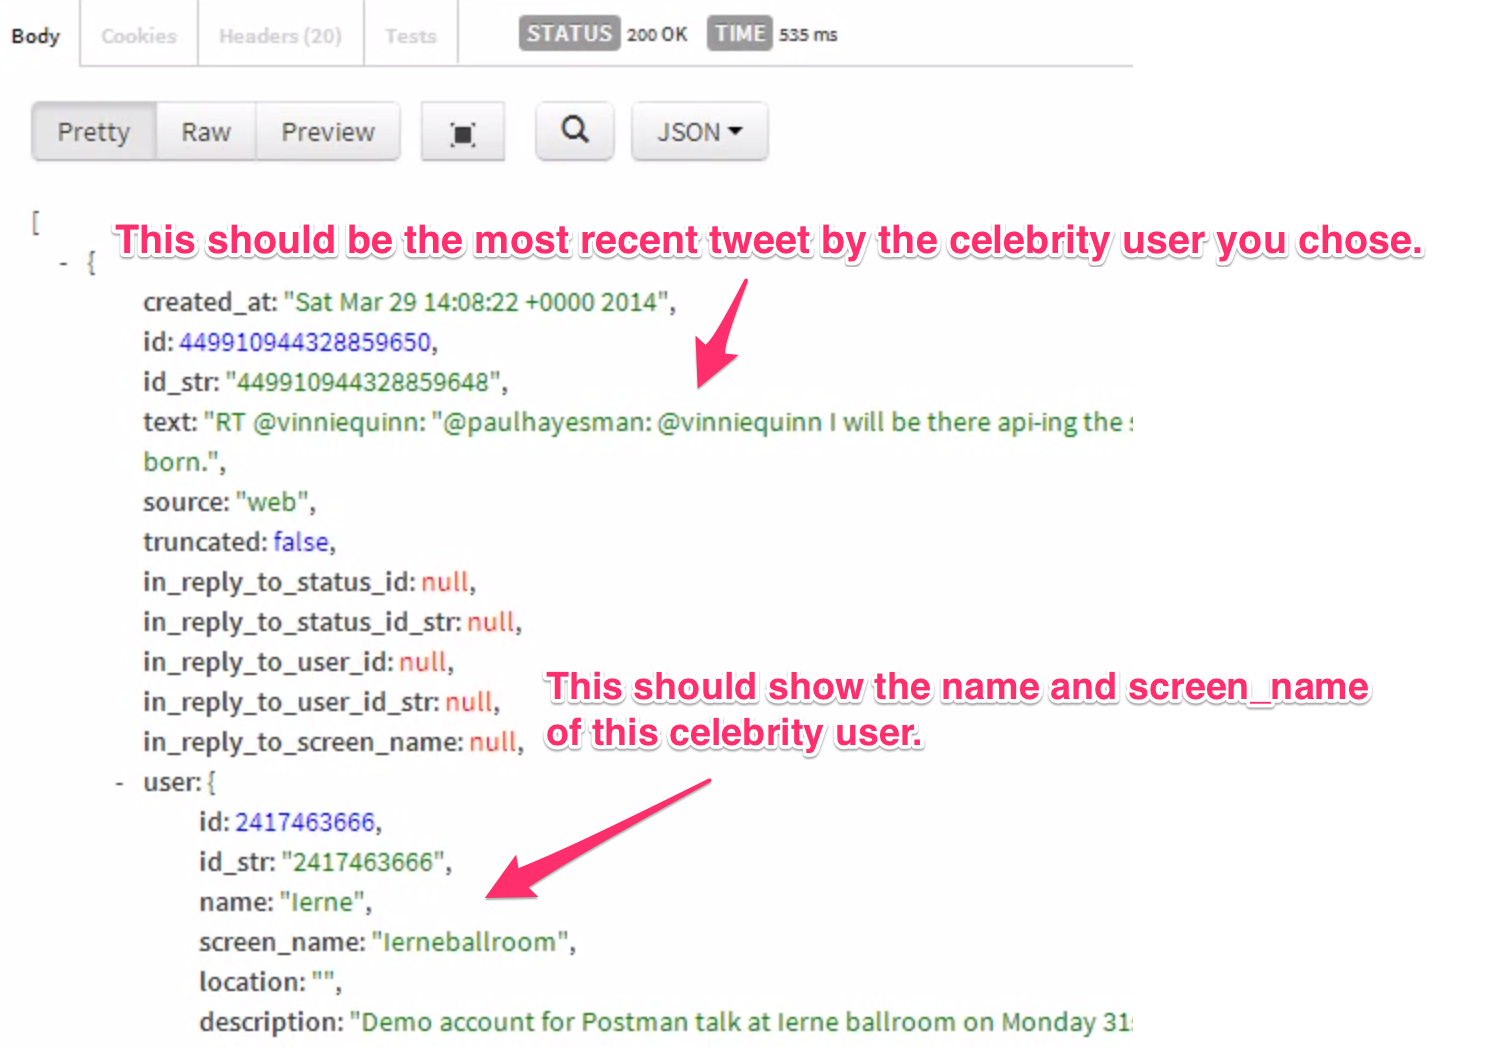 Body Cookies Headers (20) Tests STATUS 200 OK TIME 535 ms
Pretty Raw Preview JSON
[
This should be the most recent tweet by the celebrity user you chose.
- {
created_at: "Sat Mar 29 14:08:22 +0000 2014",
id: 449910944328859650,
id_str: "449910944328859648",
text: "RT @vinniequinn: "@paulhayesman: @vinniequinn I will be there api-ing the
born.",
source: "web",
truncated: false,
in_reply_to_status_id: null,
in_reply_to_status_id_str: null,
in_reply_to_user_id: null,
This should show the name and screen_name
in_reply_to_user_id_str: null,
of this celebrity user.
in_reply_to_screen_name: null,
- user: {
id: 2417463666,
id_str: "2417463666",
name: "Ierne",
screen_name: "Ierneballroom",
location: "",
description: "Demo account for Postman talk at Ierne ballroom on Monday